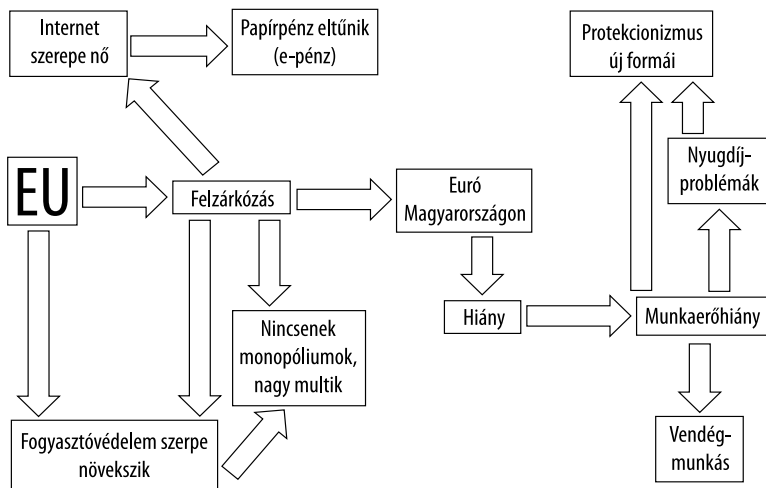 Internet
szerepe nő
Papírpénz eltűnik
(e-pénz)
Protekcionizmus
új formái
EU
Felzárkózás
Euró
Magyarországon
Nyugdíj-
problémák
Hiány
Munkaerőhiány
Nincsenek
monopóliumok,
nagy multik
Fogyasztóvédelem szerpe
növekszik
Vendég-
munkás